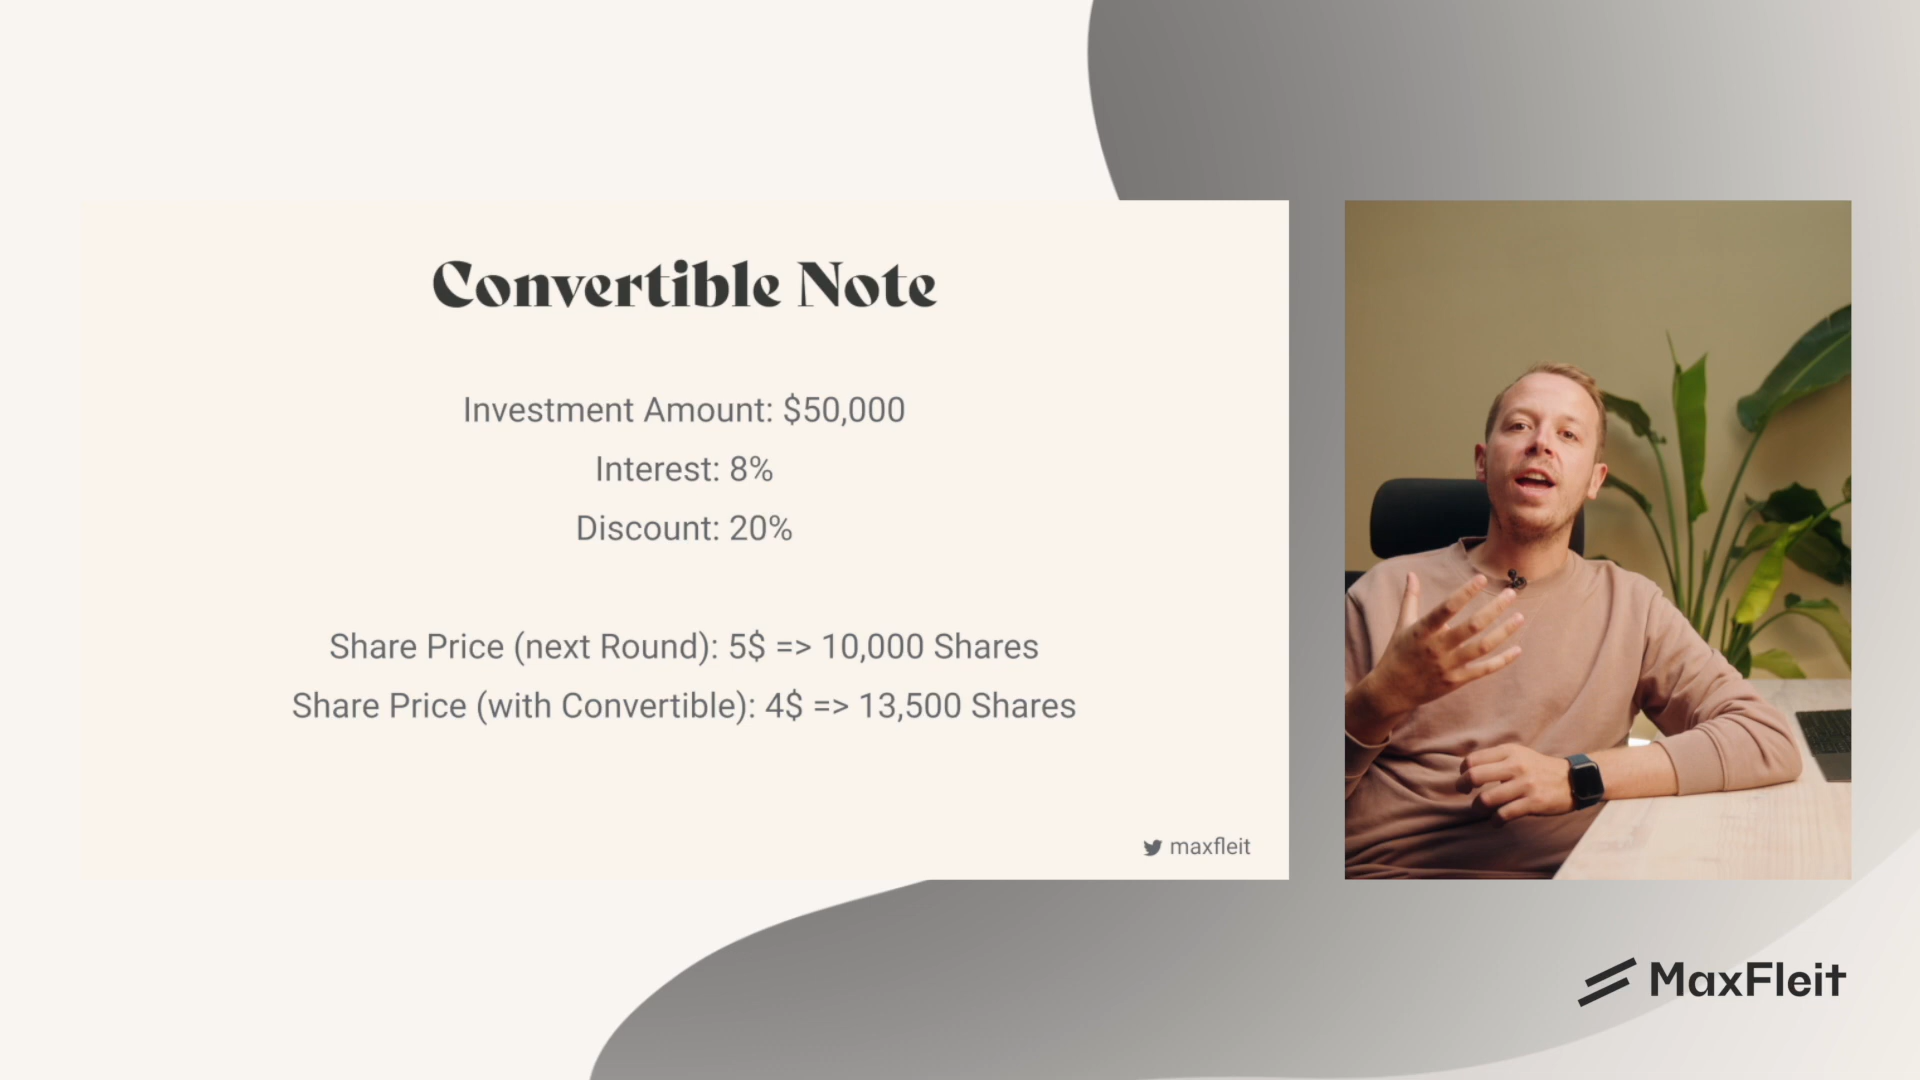 Convertible Note
Investment Amount: $50,000
Interest: 8%
Discount: 20%
Share Price (next Round): 5$ => 10,000 Shares
Share Price (with Convertible): 4$ => 13,500 Shares
maxfleit
MaxFleit